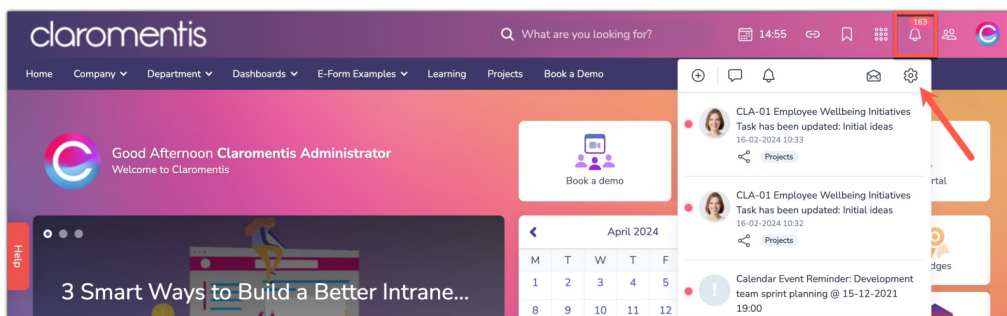 claromentis
What are you looking for?
14:55
163
Home
Company
Department
Dashboards
E-Form Examples
Learning
Projects
Book a Demo
Good Afternoon Claromentis Administrator
Welcome to Claromentis
Book a demo
rtal
CLA-01 Employee Wellbeing Initiatives
Task has been updated: Initial ideas
16-02-2024 10:33
Projects
CLA-01 Employee Wellbeing Initiatives
Task has been updated: Initial ideas
16-02-2024 10:32
Projects
Calendar Event Reminder: Development
team sprint planning @ 15-12-2021
19:00
Help
3 Smart Ways to Build a Better Intrane...
April 2024
M T W T F
1 2 3 4 5
8 9 10 11 12
dges